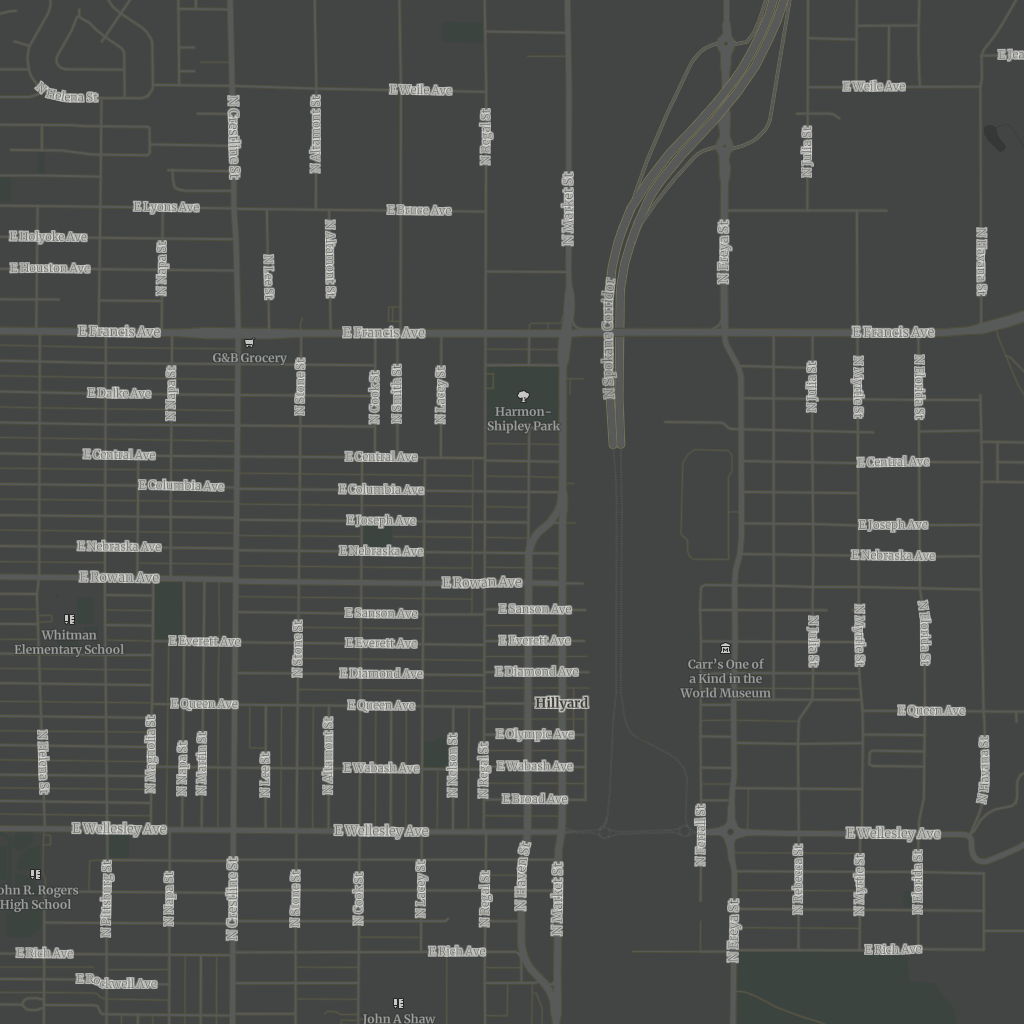 E Jea
N Helena St
E Welle Ave
E Welle Ave
N Crestline St
N Altamont St
N Regal St
N Julia St
N Market St
E Lyons Ave
E Bruce Ave
E Holyoke Ave
E Houston Ave
N Napa St
N Lee St
N Altamont St
N Freya St
N Havana St
N Spokane Corridor
E Francis Ave
E Francis Ave
E Francis Ave
G&B Grocery
E Dalke Ave
N Napa St
N Stone St
N Cook St
N Smith St
N Lacey St
Harmon-
Shipley Park
N Julia St
N Myrtle St
N Florida St
E Central Ave
E Central Ave
E Central Ave
E Columbia Ave
E Columbia Ave
E Joseph Ave
E Joseph Ave
E Nebraska Ave
E Nebraska Ave
E Nebraska Ave
E Rowan Ave
E Rowan Ave
E Sanson Ave
E Sanson Ave
Whitman
Elementary School
E Everett Ave
E Everett Ave
E Everett Ave
N Stone St
N Julia St
N Myrtle St
N Florida St
E Diamond Ave
E Diamond Ave
Carr's One of
a Kind in the
World Museum
E Queen Ave
E Queen Ave
E Queen Ave
Hillyard
N Helena St
N Magnolia St
N Napa St
N Martin St
N Lee St
N Altamont St
N Nelson St
N Regal St
E Olympic Ave
E Wabash Ave
E Wabash Ave
E Broad Ave
N Havana St
E Wellesley Ave
E Wellesley Ave
E Wellesley Ave
N Ferrall St
ohn R. Rogers
High School
N Pittsburg St
N Napa St
N Crestline St
N Stone St
N Cook St
N Lacey St
N Regal St
N Haven St
N Market St
N Freya St
N Rebecca St
N Myrtle St
N Florida St
E Rich Ave
E Rich Ave
E Rich Ave
E Rockwell Ave
John A Shaw